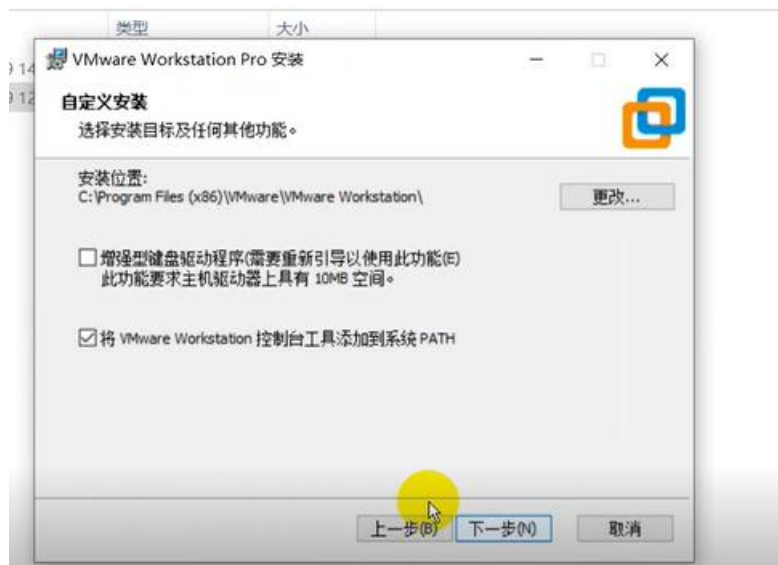 类型 大小
VMware Workstation Pro 安装
9 14
9 12
自定义安装
选择安装目标及任何其他功能。
安装位置:
C:\Program Files (x86)\VMware\VMware Workstation\
更改...
增强型键盘驱动程序(需要重新引导以使用此功能(E)
此功能要求主机驱动器上具有 10MB 空间。
将 VMware Workstation 控制台工具添加到系统 PATH
上一步(B) 下一步(N) 取消